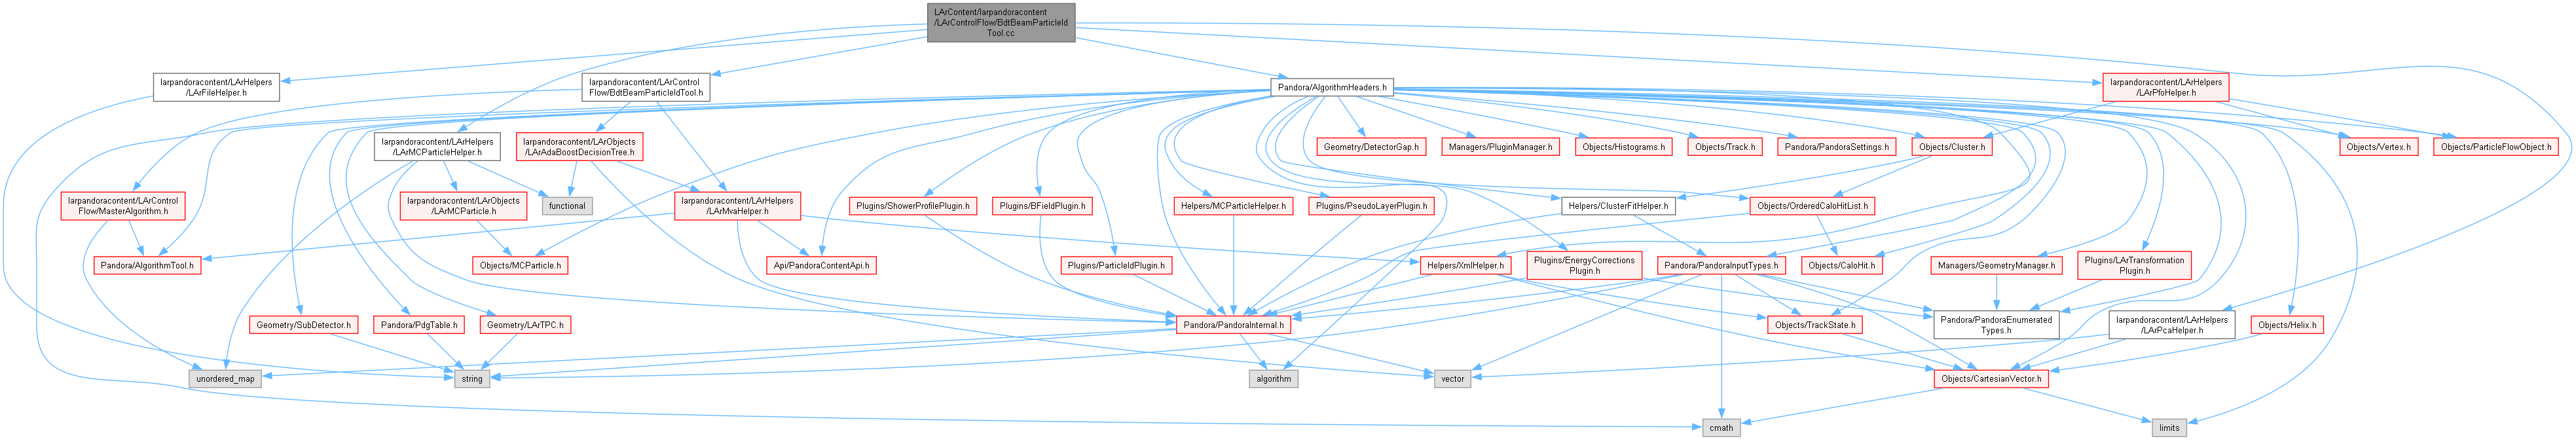 LArContent/larpandoracontent
/LArControlFlow/BdtBeamParticleId
Tool.cc
larpandoracontent/LArHelpers
/LArFileHelper.h
larpandoracontent/LArControl
Flow/BdtBeamParticleIdTool.h
Pandora/AlgorithmHeaders.h
larpandoracontent/LArHelpers
/LArPfoHelper.h
larpandoracontent/LArHelpers
/LArMCParticleHelper.h
larpandoracontent/LArObjects
/LArAdaBoostDecisionTree.h
Geometry/DetectorGap.h
Managers/PluginManager.h
Objects/Histograms.h
Objects/Track.h
Pandora/PandoraSettings.h
Objects/Cluster.h
Objects/Vertex.h
Objects/ParticleFlowObject.h
larpandoracontent/LArControl
Flow/MasterAlgorithm.h
larpandoracontent/LArObjects
/LArMCParticle.h
functional
larpandoracontent/LArHelpers
/LArMvaHelper.h
Plugins/ShowerProfilePlugin.h
Plugins/BFieldPlugin.h
Helpers/MCParticleHelper.h
Plugins/PseudoLayerPlugin.h
Helpers/ClusterFitHelper.h
Objects/OrderedCaloHitList.h
Pandora/AlgorithmTool.h
Objects/MCParticle.h
Api/PandoraContentApi.h
Plugins/ParticleIdPlugin.h
Helpers/XmlHelper.h
Plugins/EnergyCorrections
Plugin.h
Pandora/PandoraInputTypes.h
Objects/CaloHit.h
Managers/GeometryManager.h
Plugins/LArTransformation
Plugin.h
Geometry/SubDetector.h
Pandora/PdgTable.h
Geometry/LArTPC.h
Pandora/PandoraInternal.h
Objects/TrackState.h
Pandora/PandoraEnumerated
Types.h
larpandoracontent/LArHelpers
/LArPcaHelper.h
Objects/Helix.h
unordered_map
string
algorithm
vector
Objects/CartesianVector.h
cmath
limits